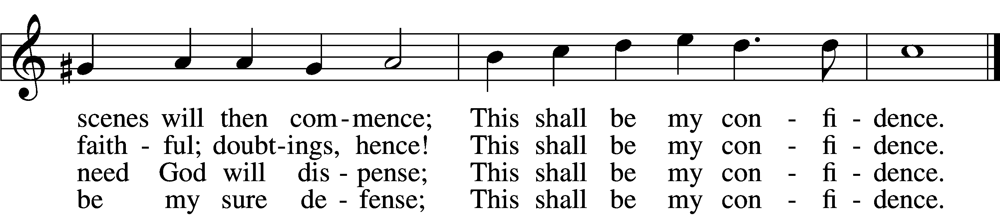 scenes will then com - mence; This shall be my con - fi - dence.
faith - ful; doubt - ings, hence! This shall be my con - fi - dence.
need God will dis - pense; This shall be my con - fi - dence.
be my sure de - fense; This shall be my con - fi - dence.